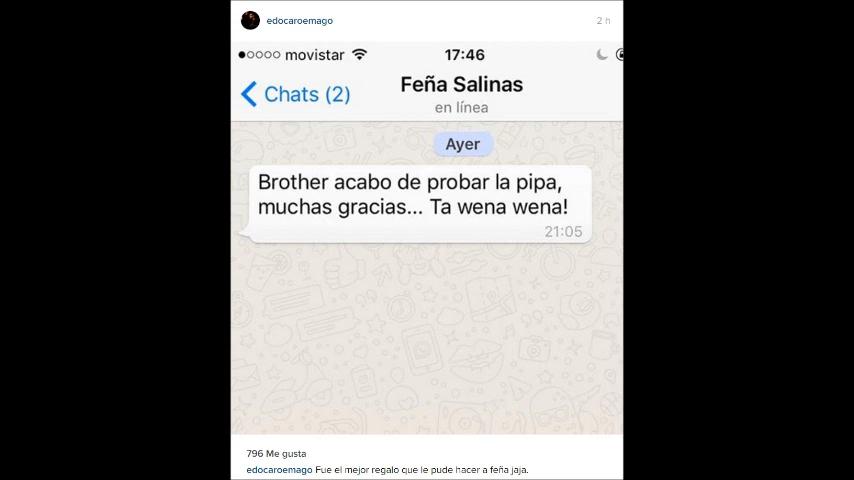 edocaroemago
2 h
movistar
17:46
Chats (2)
Feña Salinas
en línea
Ayer
Brother acabo de probar la pipa,
muchas gracias... Ta wena wena!
21:05
796 Me gusta
edocaroemago Fue el mejor regalo que le pude hacer a feña jaja.